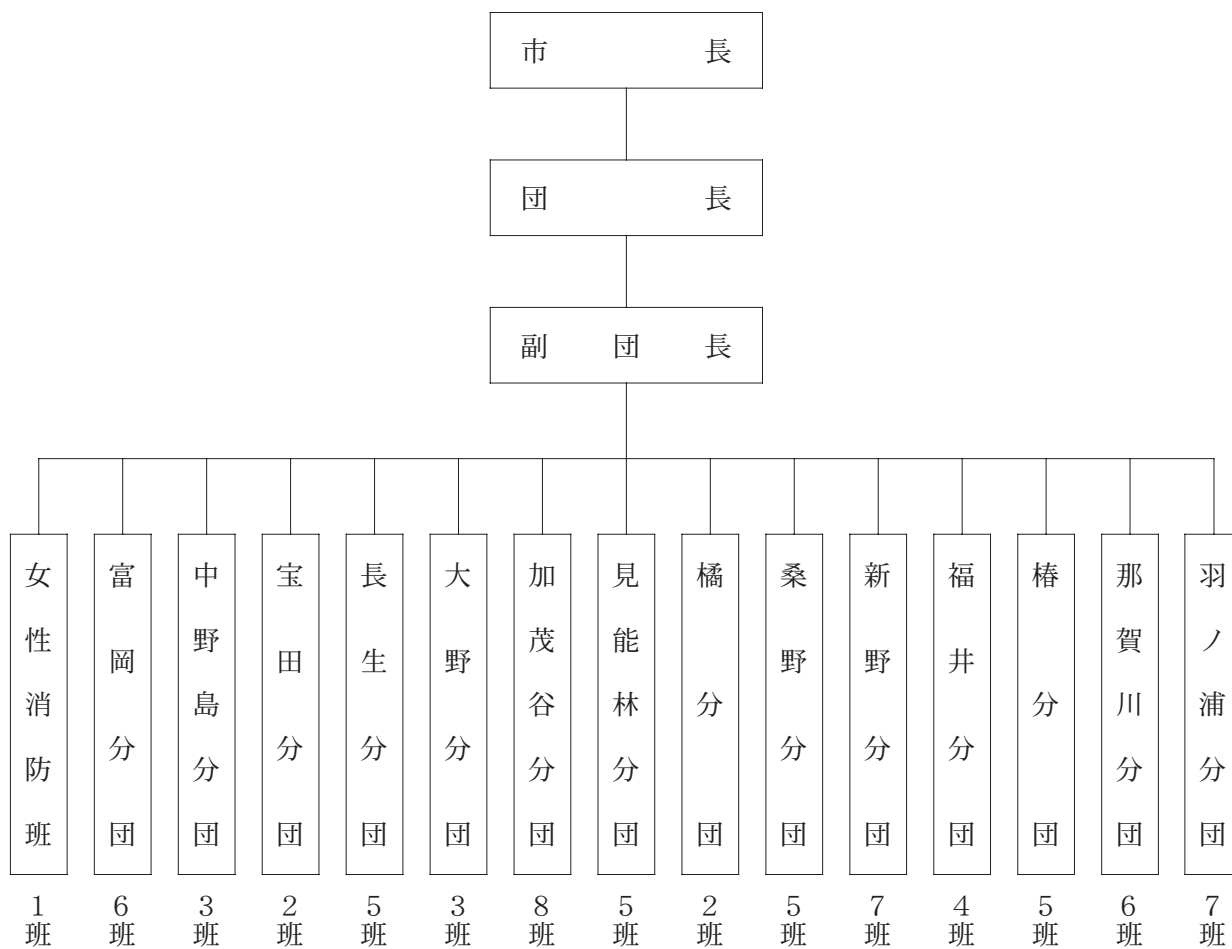 市長
団長
副団長
女性消防班
富岡分団
中野島分団
宝田分団
長生分団
大野分団
加茂谷分団
見能林分団
橘分団
桑野分団
新野分団
福井分団
椿分団
那賀川分団
羽ノ浦分団
1班
6班
3班
2班
5班
3班
8班
5班
2班
5班
7班
4班
5班
6班
7班